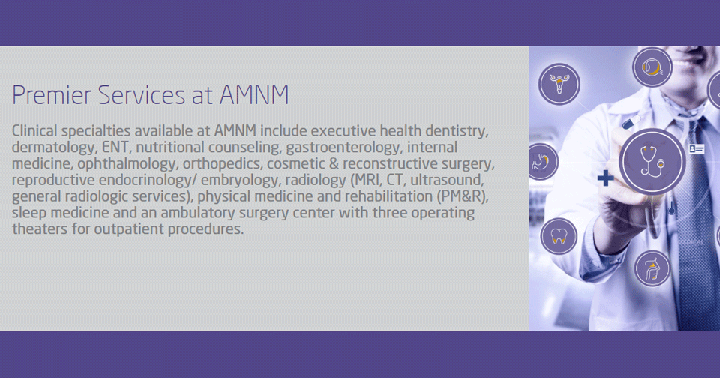 Premier Services at AMNM
Clinical specialties available at AMNM include executive health dentistry,
dermatology, ENT, nutritional counseling, gastroenterology, internal
medicine, ophthalmology, orthopedics, cosmetic & reconstructive surgery,
reproductive endocrinology/ embryology, radiology (MRI, CT, ultrasound,
general radiologic services), physical medicine and rehabilitation (PM&R),
sleep medicine and an ambulatory surgery center with three operating
theaters for outpatient procedures.